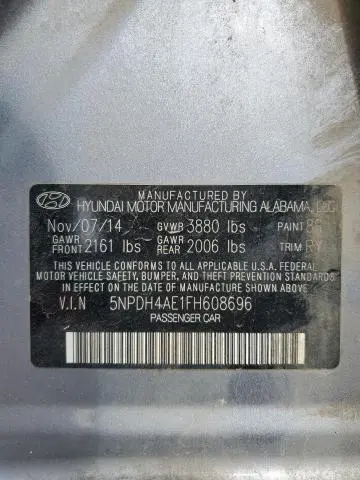 MANUFACTURED BY
HYUNDAI MOTOR MANUFACTURING ALABAMA, LLC
Nov/07/14 GVWR 3880 lbs PAINT
GAWR FRONT 2161 lbs GAWR REAR 2006 lbs TRIM RY
THIS VEHICLE CONFORMS TO ALL APPLICABLE U.S.A. FEDERAL
MOTOR VEHICLE SAFETY, BUMPER, AND THEFT PREVENTION STANDARDS
IN EFFECT ON THE DATE OF MANUFACTURE SHOWN ABOVE.
V.I.N 5NPDH4AE1FH608696
PASSENGER CAR